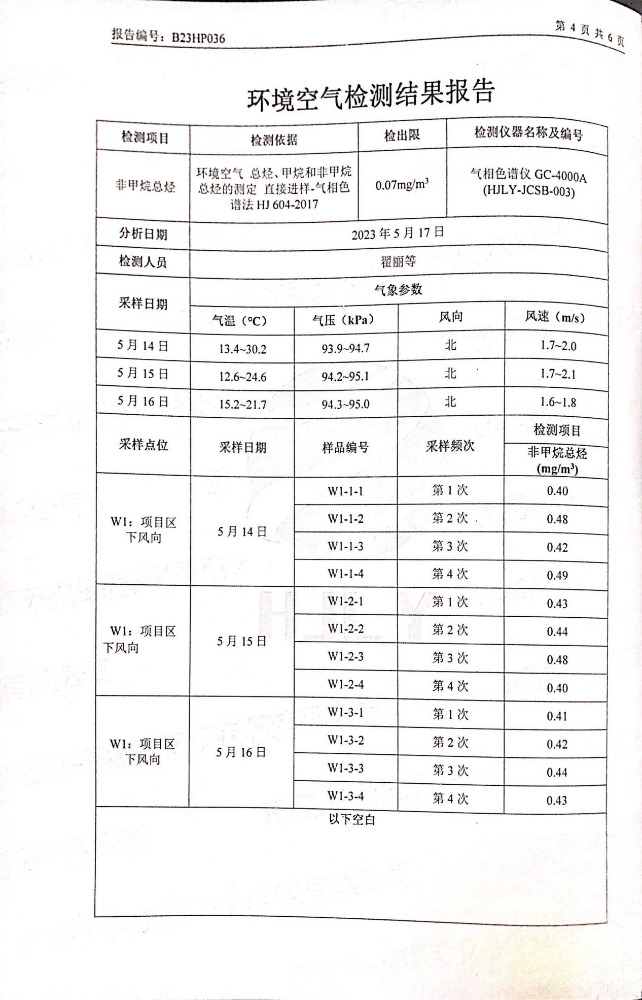 报告编号：B23HP036
第 4 页 共 6 页
环境空气检测结果报告
检测项目 检测依据 检出限 检测仪器名称及编号
非甲烷总烃 环境空气 总烃、甲烷和非甲烷 0.07mg/m³ 气相色谱仪 GC-4000A
总烃的测定 直接进样-气相色 (HJLY-JCSB-003)
谱法 HJ 604-2017
分析日期 2023 年 5 月 17 日
检测人员 翟丽等
采样日期 气象参数
气温（℃） 气压（kPa） 风向 风速（m/s）
5 月 14 日 13.4~30.2 93.9~94.7 北 1.7~2.0
5 月 15 日 12.6~24.6 94.2~95.1 北 1.7~2.1
5 月 16 日 15.2~21.7 94.3~95.0 北 1.6~1.8
采样点位 采样日期 样品编号 采样频次 检测项目
非甲烷总烃
(mg/m³)
W1：项目区
下风向
5 月 14 日
W1-1-1 第 1 次 0.40
W1-1-2 第 2 次 0.48
W1-1-3 第 3 次 0.42
W1-1-4 第 4 次 0.49
W1：项目区
下风向
5 月 15 日
W1-2-1 第 1 次 0.43
W1-2-2 第 2 次 0.44
W1-2-3 第 3 次 0.48
W1-2-4 第 4 次 0.40
W1：项目区
下风向
5 月 16 日
W1-3-1 第 1 次 0.41
W1-3-2 第 2 次 0.42
W1-3-3 第 3 次 0.44
W1-3-4 第 4 次 0.43
以下空白